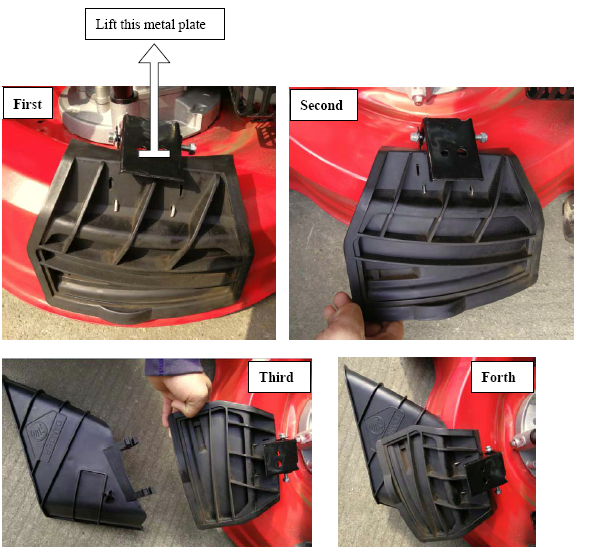 Lift this metal plate
First
Second
Third
Forth